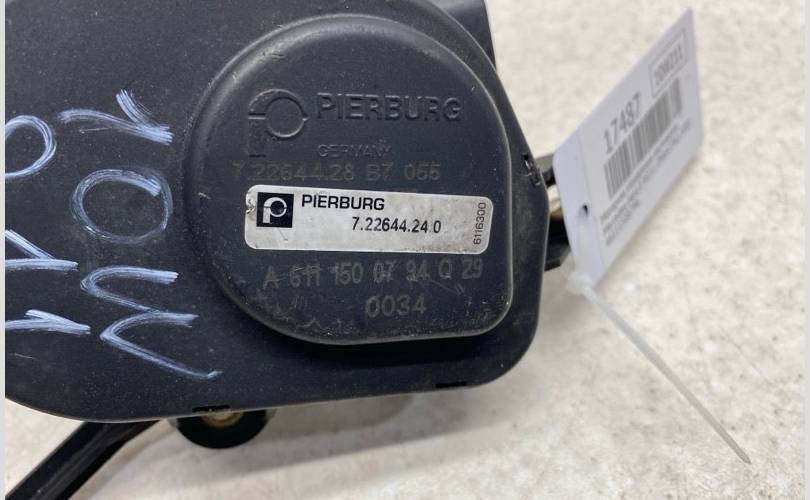 PIERBURG
GERMANY
7.22644.28 B7 055
PIERBURG
7.22644.24.0
6116300
A 611 150 07 94 Q 29
0034
17487